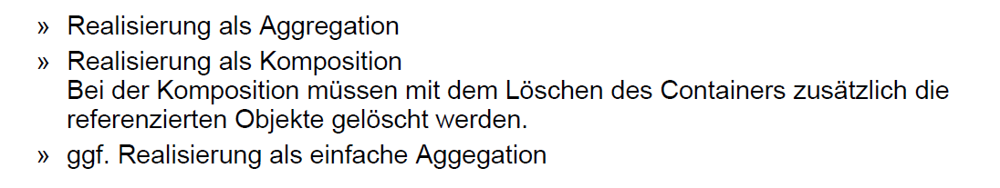 » Realisierung als Aggregation
» Realisierung als Komposition
Bei der Komposition müssen mit dem Löschen des Containers zusätzlich die
referenzierten Objekte gelöscht werden.
» ggf. Realisierung als einfache Aggegation